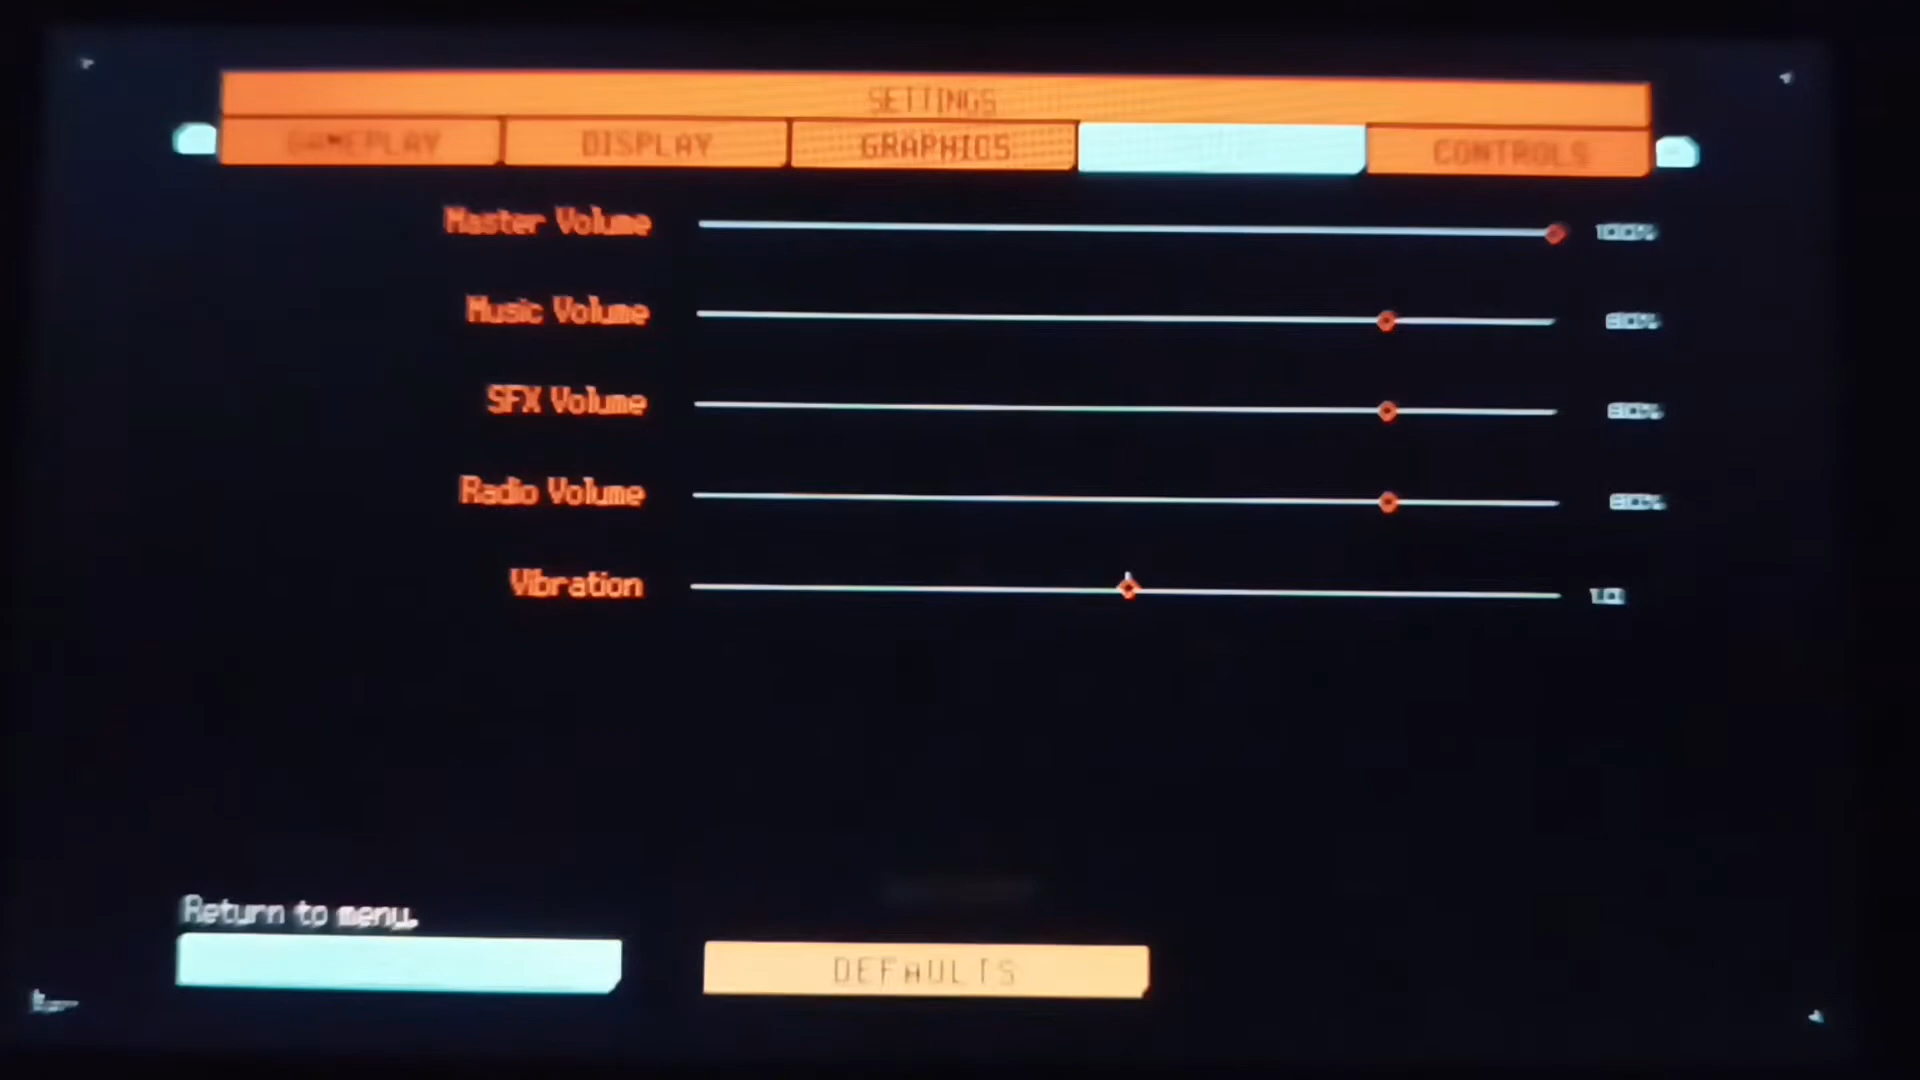 SETTINGS
GAMEPLAY DISPLAY GRAPHICS CONTROLS
Master Volume 100%
Music Volume 80%
SFX Volume 80%
Radio Volume 80%
Vibration 1.0
Return to menu.
DEFAULTS